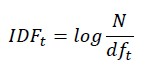 IDF_t = log N/df_t